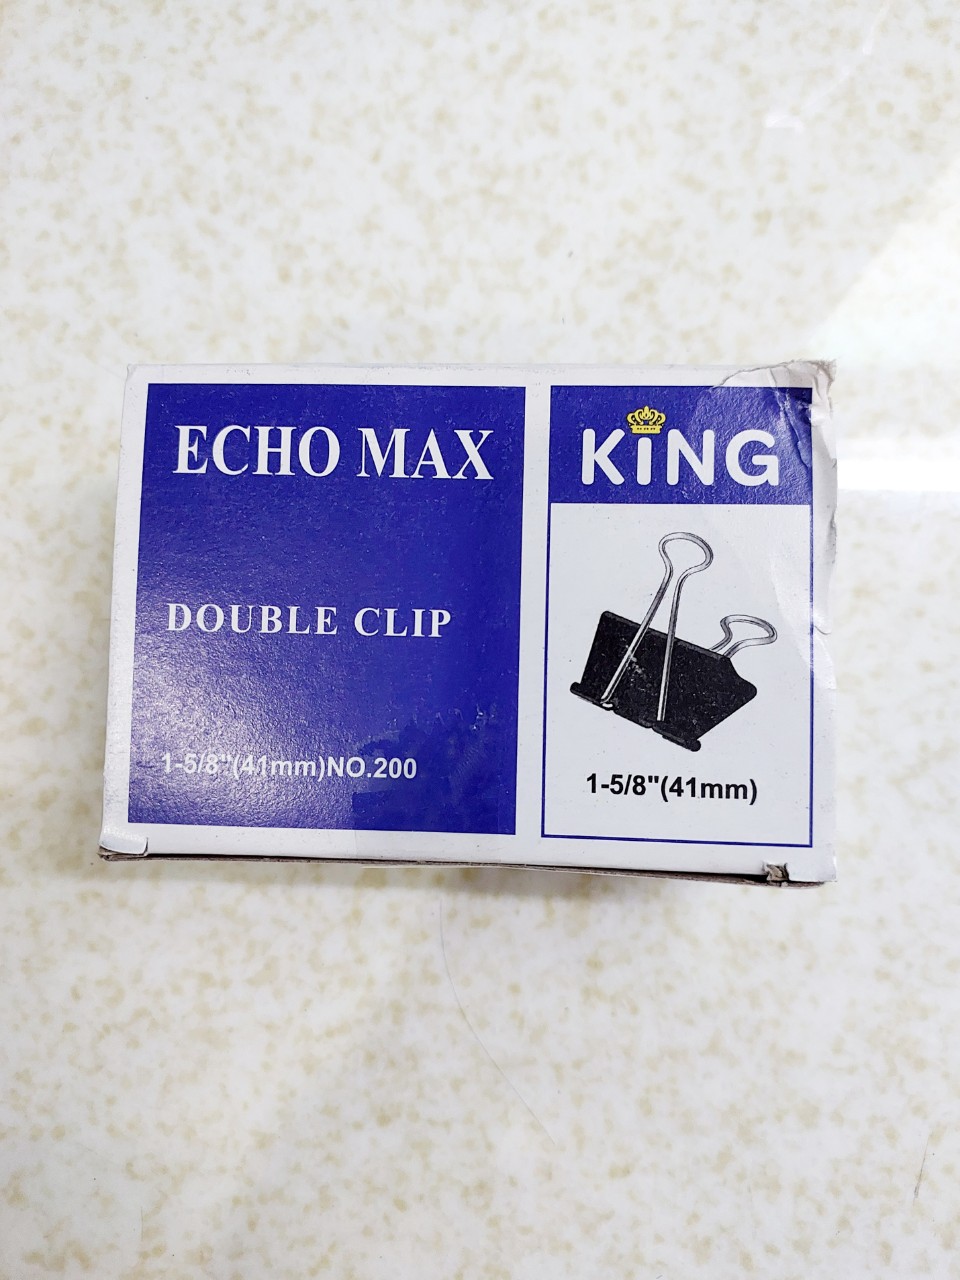 ECHO MAX
DOUBLE CLIP
1-5/8"(41mm)NO.200
KiNG
1-5/8"(41mm)